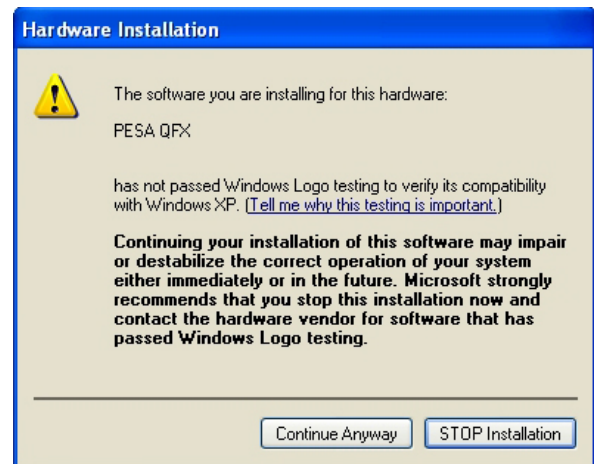 Hardware Installation
The software you are installing for this hardware:
PESA QFX
has not passed Windows Logo testing to verify its compatibility
with Windows XP. (Tell me why this testing is important.)
Continuing your installation of this software may impair
or destabilize the correct operation of your system
either immediately or in the future. Microsoft strongly
recommends that you stop this installation now and
contact the hardware vendor for software that has
passed Windows Logo testing.
Continue Anyway
STOP Installation